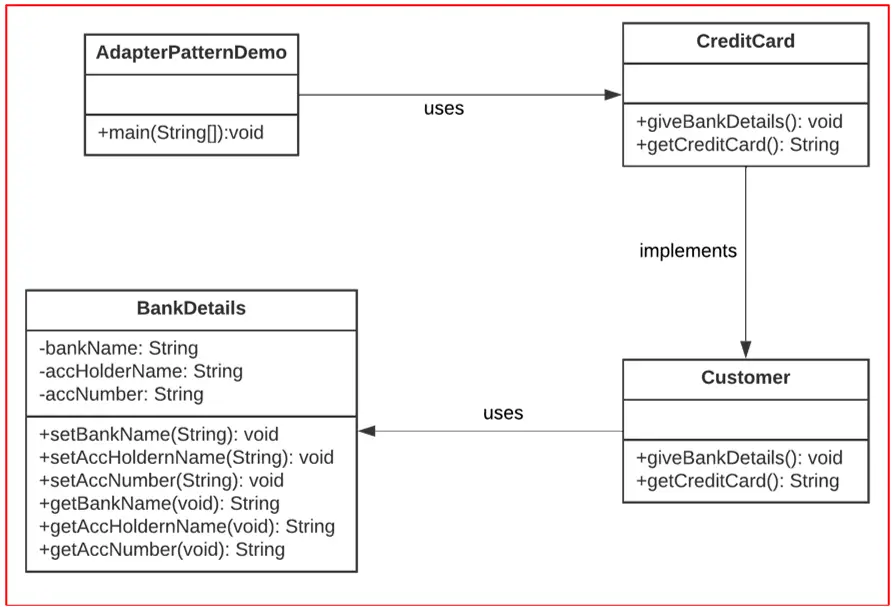 AdapterPatternDemo
+main(String[]):void
uses
CreditCard
+giveBankDetails(): void
+getCreditCard(): String
implements
BankDetails
-bankName: String
-accHolderName: String
-accNumber: String
+setBankName(String): void
+setAccHoldernName(String): void
+setAccNumber(String): void
+getBankName(void): String
+getAccHoldernName(void): String
+getAccNumber(void): String
uses
Customer
+giveBankDetails(): void
+getCreditCard(): String